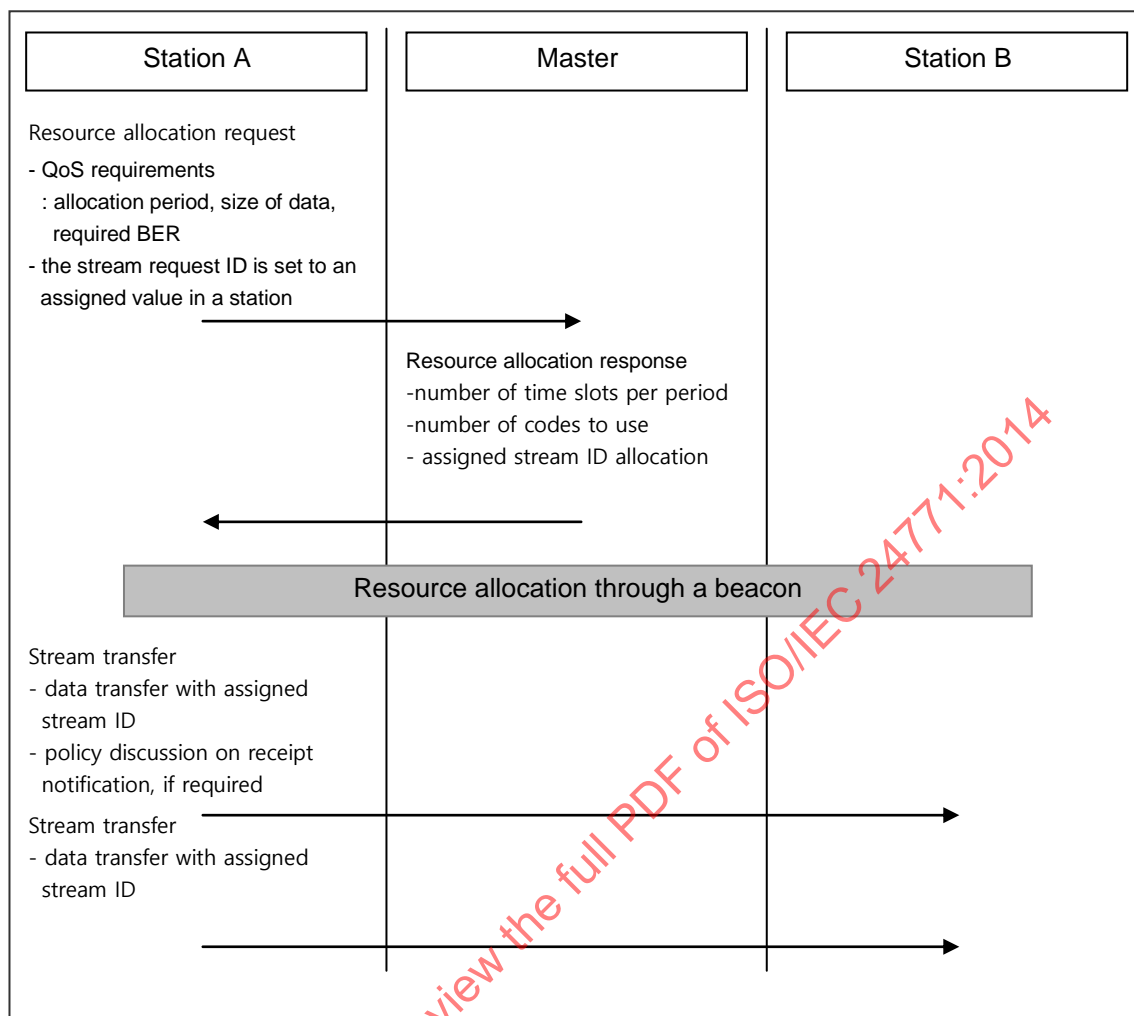 Station A
Master
Station B
Resource allocation request
- QoS requirements
: allocation period, size of data,
required BER
- the stream request ID is set to an
assigned value in a station
Resource allocation response
-number of time slots per period
-number of codes to use
- assigned stream ID allocation
Resource allocation through a beacon
Stream transfer
- data transfer with assigned
stream ID
- policy discussion on receipt
notification, if required
Stream transfer
- data transfer with assigned
stream ID
view the full PDF of ISO/IEC 24771:2014